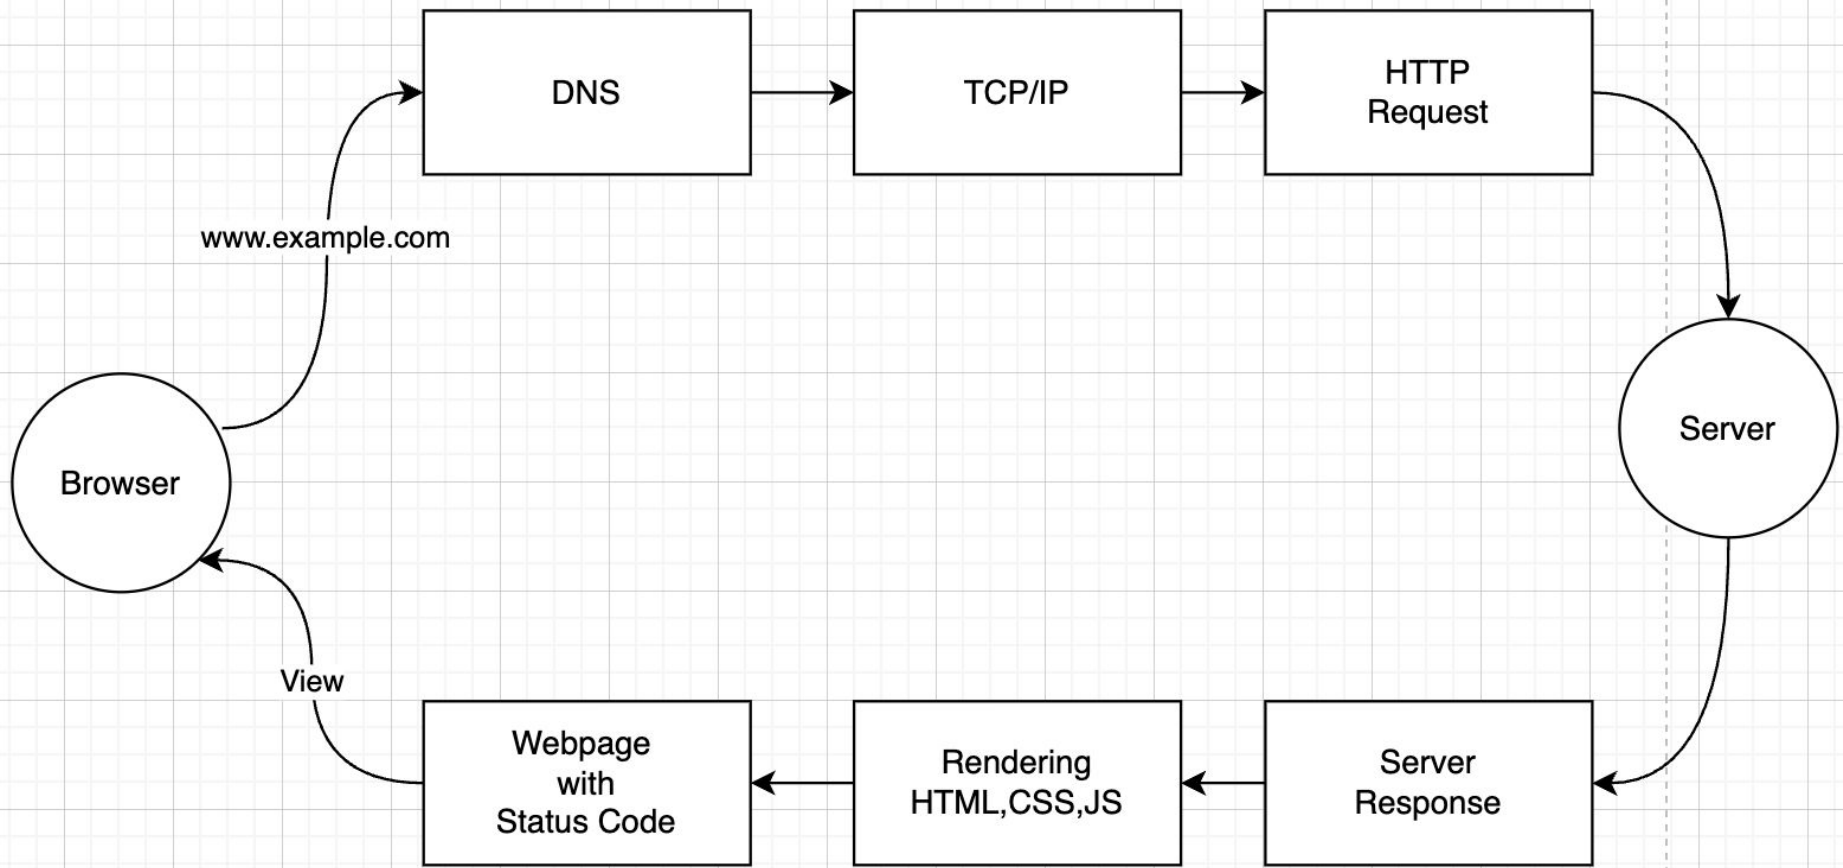 DNS
TCP/IP
HTTP
Request
www.example.com
Browser
Server
View
Webpage
with
Status Code
Rendering
HTML,CSS,JS
Server
Response